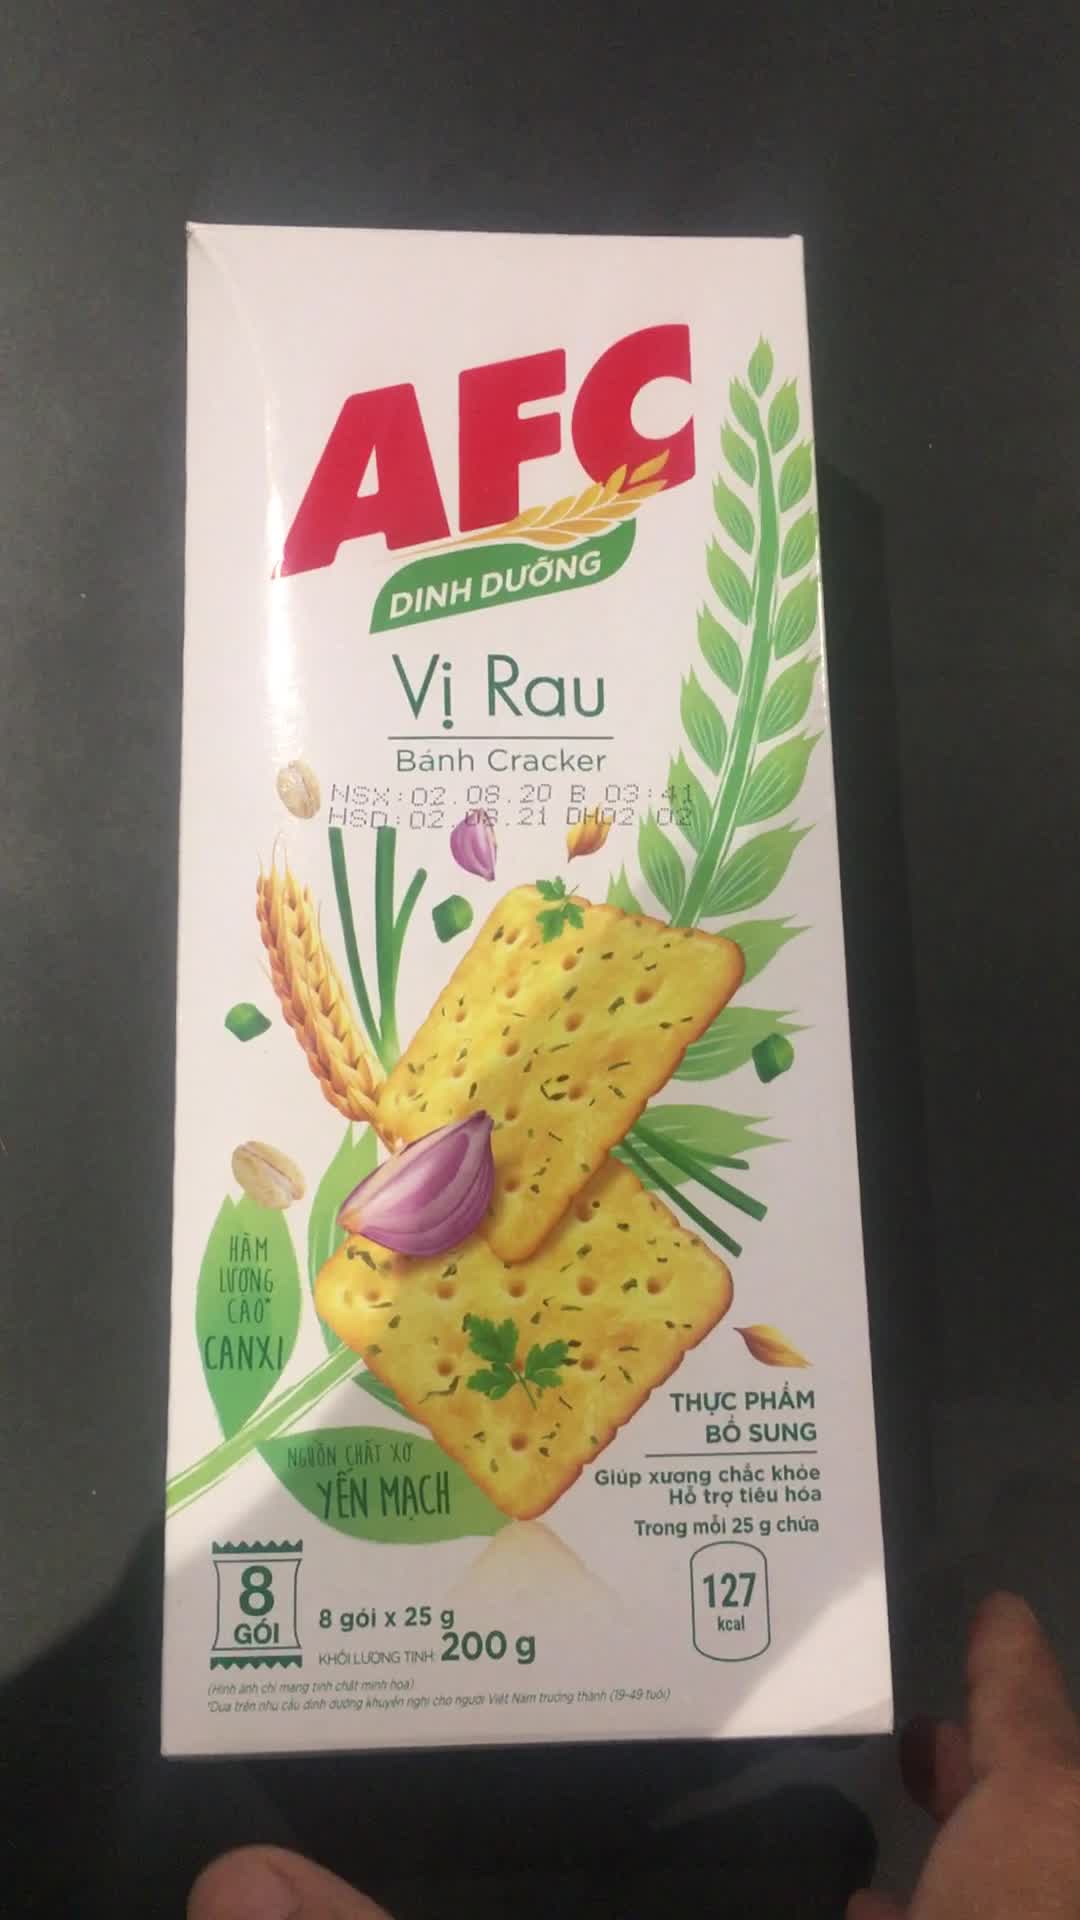 AFC
DINH DƯỠNG
Vị Rau
Bánh Cracker
NSX:02.08.20 B 03:41
HSD:02.08.21 DH02 02
HÀM
LƯỢNG
CAO*
CANXI
NGUỒN CHẤT XƠ
YẾN MẠCH
THỰC PHẨM
BỔ SUNG
Giúp xương chắc khỏe
Hỗ trợ tiêu hóa
Trong mỗi 25 g chứa
127
kcal
8
GÓI
8 gói x 25 g
KHỐI LƯỢNG TỊNH: 200 g
(Hình ảnh chỉ mang tính chất minh họa)
*Dựa trên nhu cầu dinh dưỡng khuyến nghị cho người Việt Nam trưởng thành (19-49 tuổi)